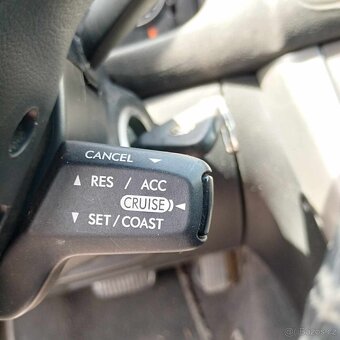 CANCEL ▼
▲ RES / ACC
CRUISE ◀
▼ SET/COAST